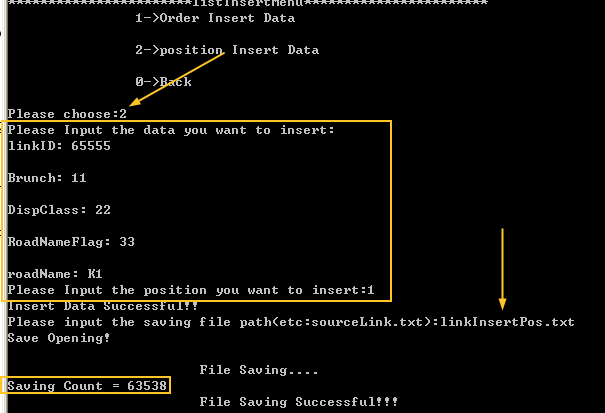 ***********************listInsertMenu***********************
1->Order Insert Data
2->position Insert Data
0->Back
Please choose:2
Please Input the data you want to insert:
linkID: 65555
Brunch: 11
DispClass: 22
RoadNameFlag: 33
roadName: K1
Please Input the position you want to insert:1
Insert Data Successful!!
Please input the saving file path(etc:sourceLink.txt):linkInsertPos.txt
Save Opening!
File Saving....
Saving Count = 63538
File Saving Successful!!!